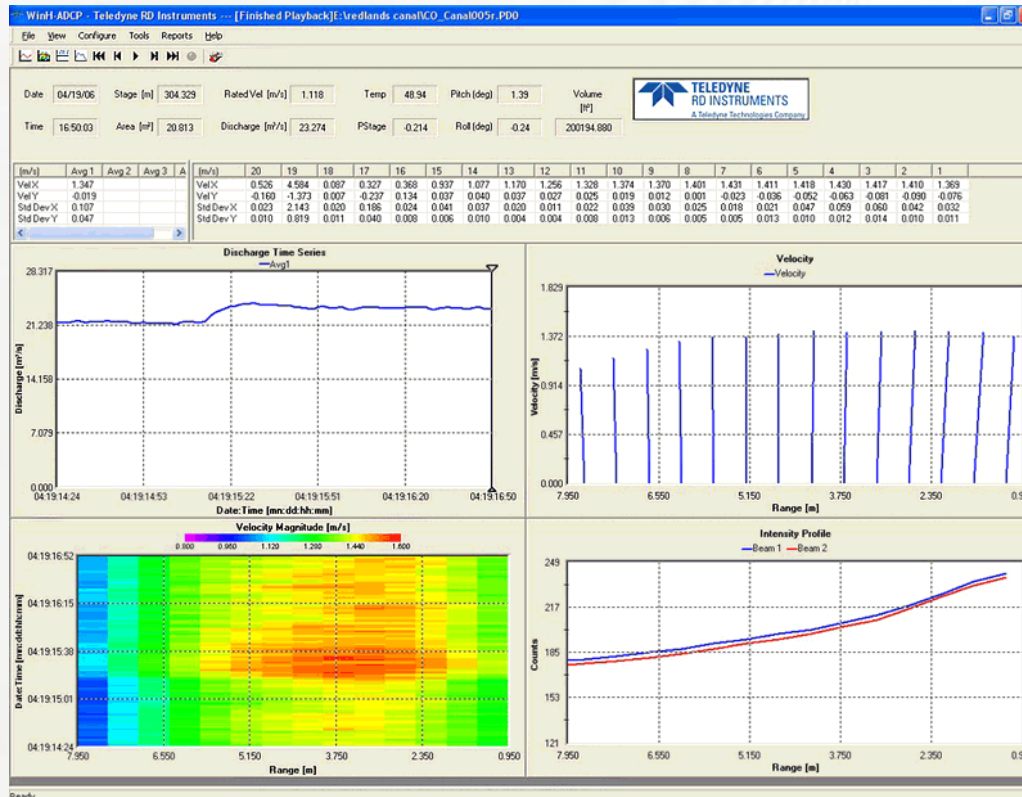 WinH-ADCP - Teledyne RD Instruments --- [Finished Playback]E:\redlands canal\CO_Canal005r.PD0
File View Configure Tools Reports Help
Date 04/19/06 Stage [m] 304.329 Rated Vel [m/s] 1.118 Temp 48.94 Pitch (deg) 1.39 Volume [ft³]
TELEDYNE
RD INSTRUMENTS
A Teledyne Technologies Company
Time 16:50:03 Area [m²] 20.813 Discharge [m³/s] 23.274 PStage -0.214 Roll (deg) -0.24 200194.880
[m/s] Avg 1 Avg 2 Avg 3 A [m/s] 20 19 18 17 16 15 14 13 12 11 10 9 8 7 6 5 4 3 2 1
Vel X 1.347 Vel X 0.526 4.584 0.087 0.327 0.368 0.937 1.077 1.170 1.256 1.328 1.374 1.370 1.401 1.431 1.411 1.418 1.430 1.417 1.410 1.369
Vel Y -0.019 Vel Y -0.160 -1.373 0.007 -0.237 0.134 0.037 0.040 0.037 0.027 0.025 0.019 0.012 0.001 -0.023 -0.036 -0.052 -0.063 -0.081 -0.090 -0.076
Std Dev X 0.107 Std Dev X 0.023 2.143 0.020 0.186 0.024 0.041 0.037 0.020 0.011 0.022 0.039 0.030 0.025 0.018 0.021 0.047 0.059 0.060 0.042 0.032
Std Dev Y 0.047 Std Dev Y 0.010 0.819 0.011 0.040 0.008 0.006 0.010 0.004 0.004 0.008 0.013 0.006 0.005 0.005 0.013 0.010 0.012 0.014 0.010 0.011
Discharge Time Series
Avg1
28.317
21.238
14.158
7.079
0.000
Discharge [m³/s]
04:19:14:24 04:19:14:53 04:19:15:22 04:19:15:51 04:19:16:20 04:19:16:50
Date:Time [mn:dd:hh:mm]
Velocity
Velocity
1.829
1.372
0.914
0.457
0.000
Velocity [m/s]
7.950 6.550 5.150 3.750 2.350 0.9
Range [m]
Velocity Magnitude [m/s]
0.000 0.960 1.120 1.280 1.440 1.600
04:19:16:52
04:19:16:15
04:19:15:38
04:19:15:01
04:19:14:24
Date:Time [mn:dd:hh:mm]
7.950 6.550 5.150 3.750 2.350 0.950
Range [m]
Intensity Profile
Beam 1 Beam 2
249
217
185
153
121
Counts
7.950 6.550 5.150 3.750 2.350 0.9
Range [m]
Ready